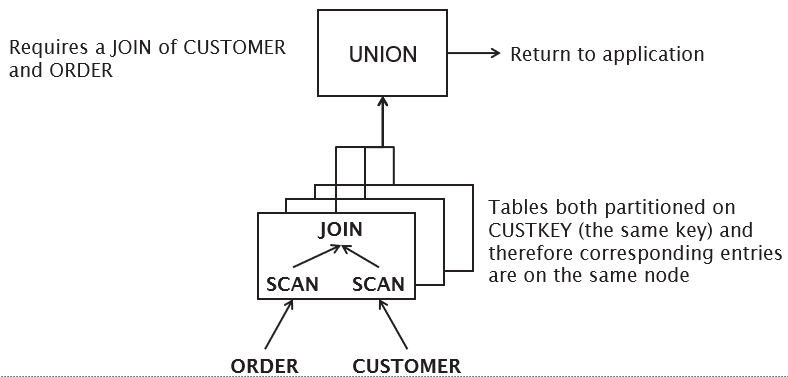 Requires a JOIN of CUSTOMER
and ORDER
UNION
Return to application
Tables both partitioned on
CUSTKEY (the same key) and
therefore corresponding entries
are on the same node
JOIN
SCAN SCAN
ORDER CUSTOMER